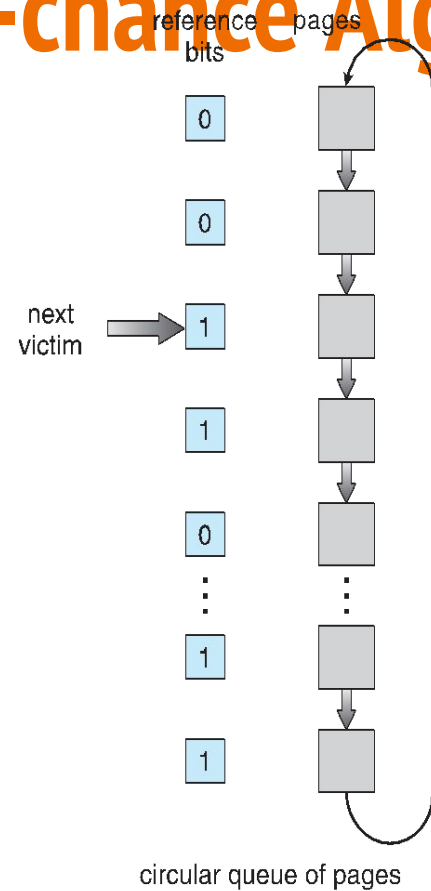 -chance Alg
reference pages
bits
0
0
next
victim
1
1
0
1
1
circular queue of pages